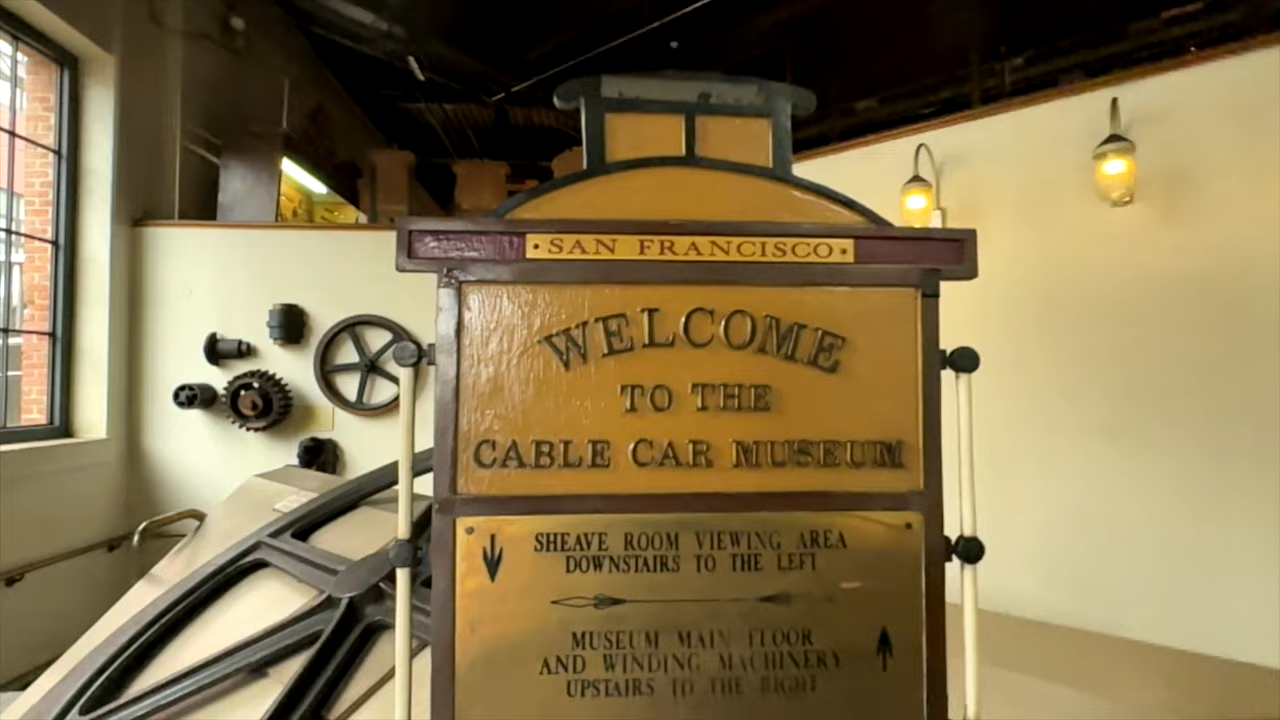 SAN FRANCISCO
WELCOME
TO THE
CABLE CAR MUSEUM
SHEAVE ROOM VIEWING AREA
DOWNSTAIRS TO THE LEFT
MUSEUM MAIN FLOOR
AND WINDING MACHINERY
UPSTAIRS TO THE RIGHT